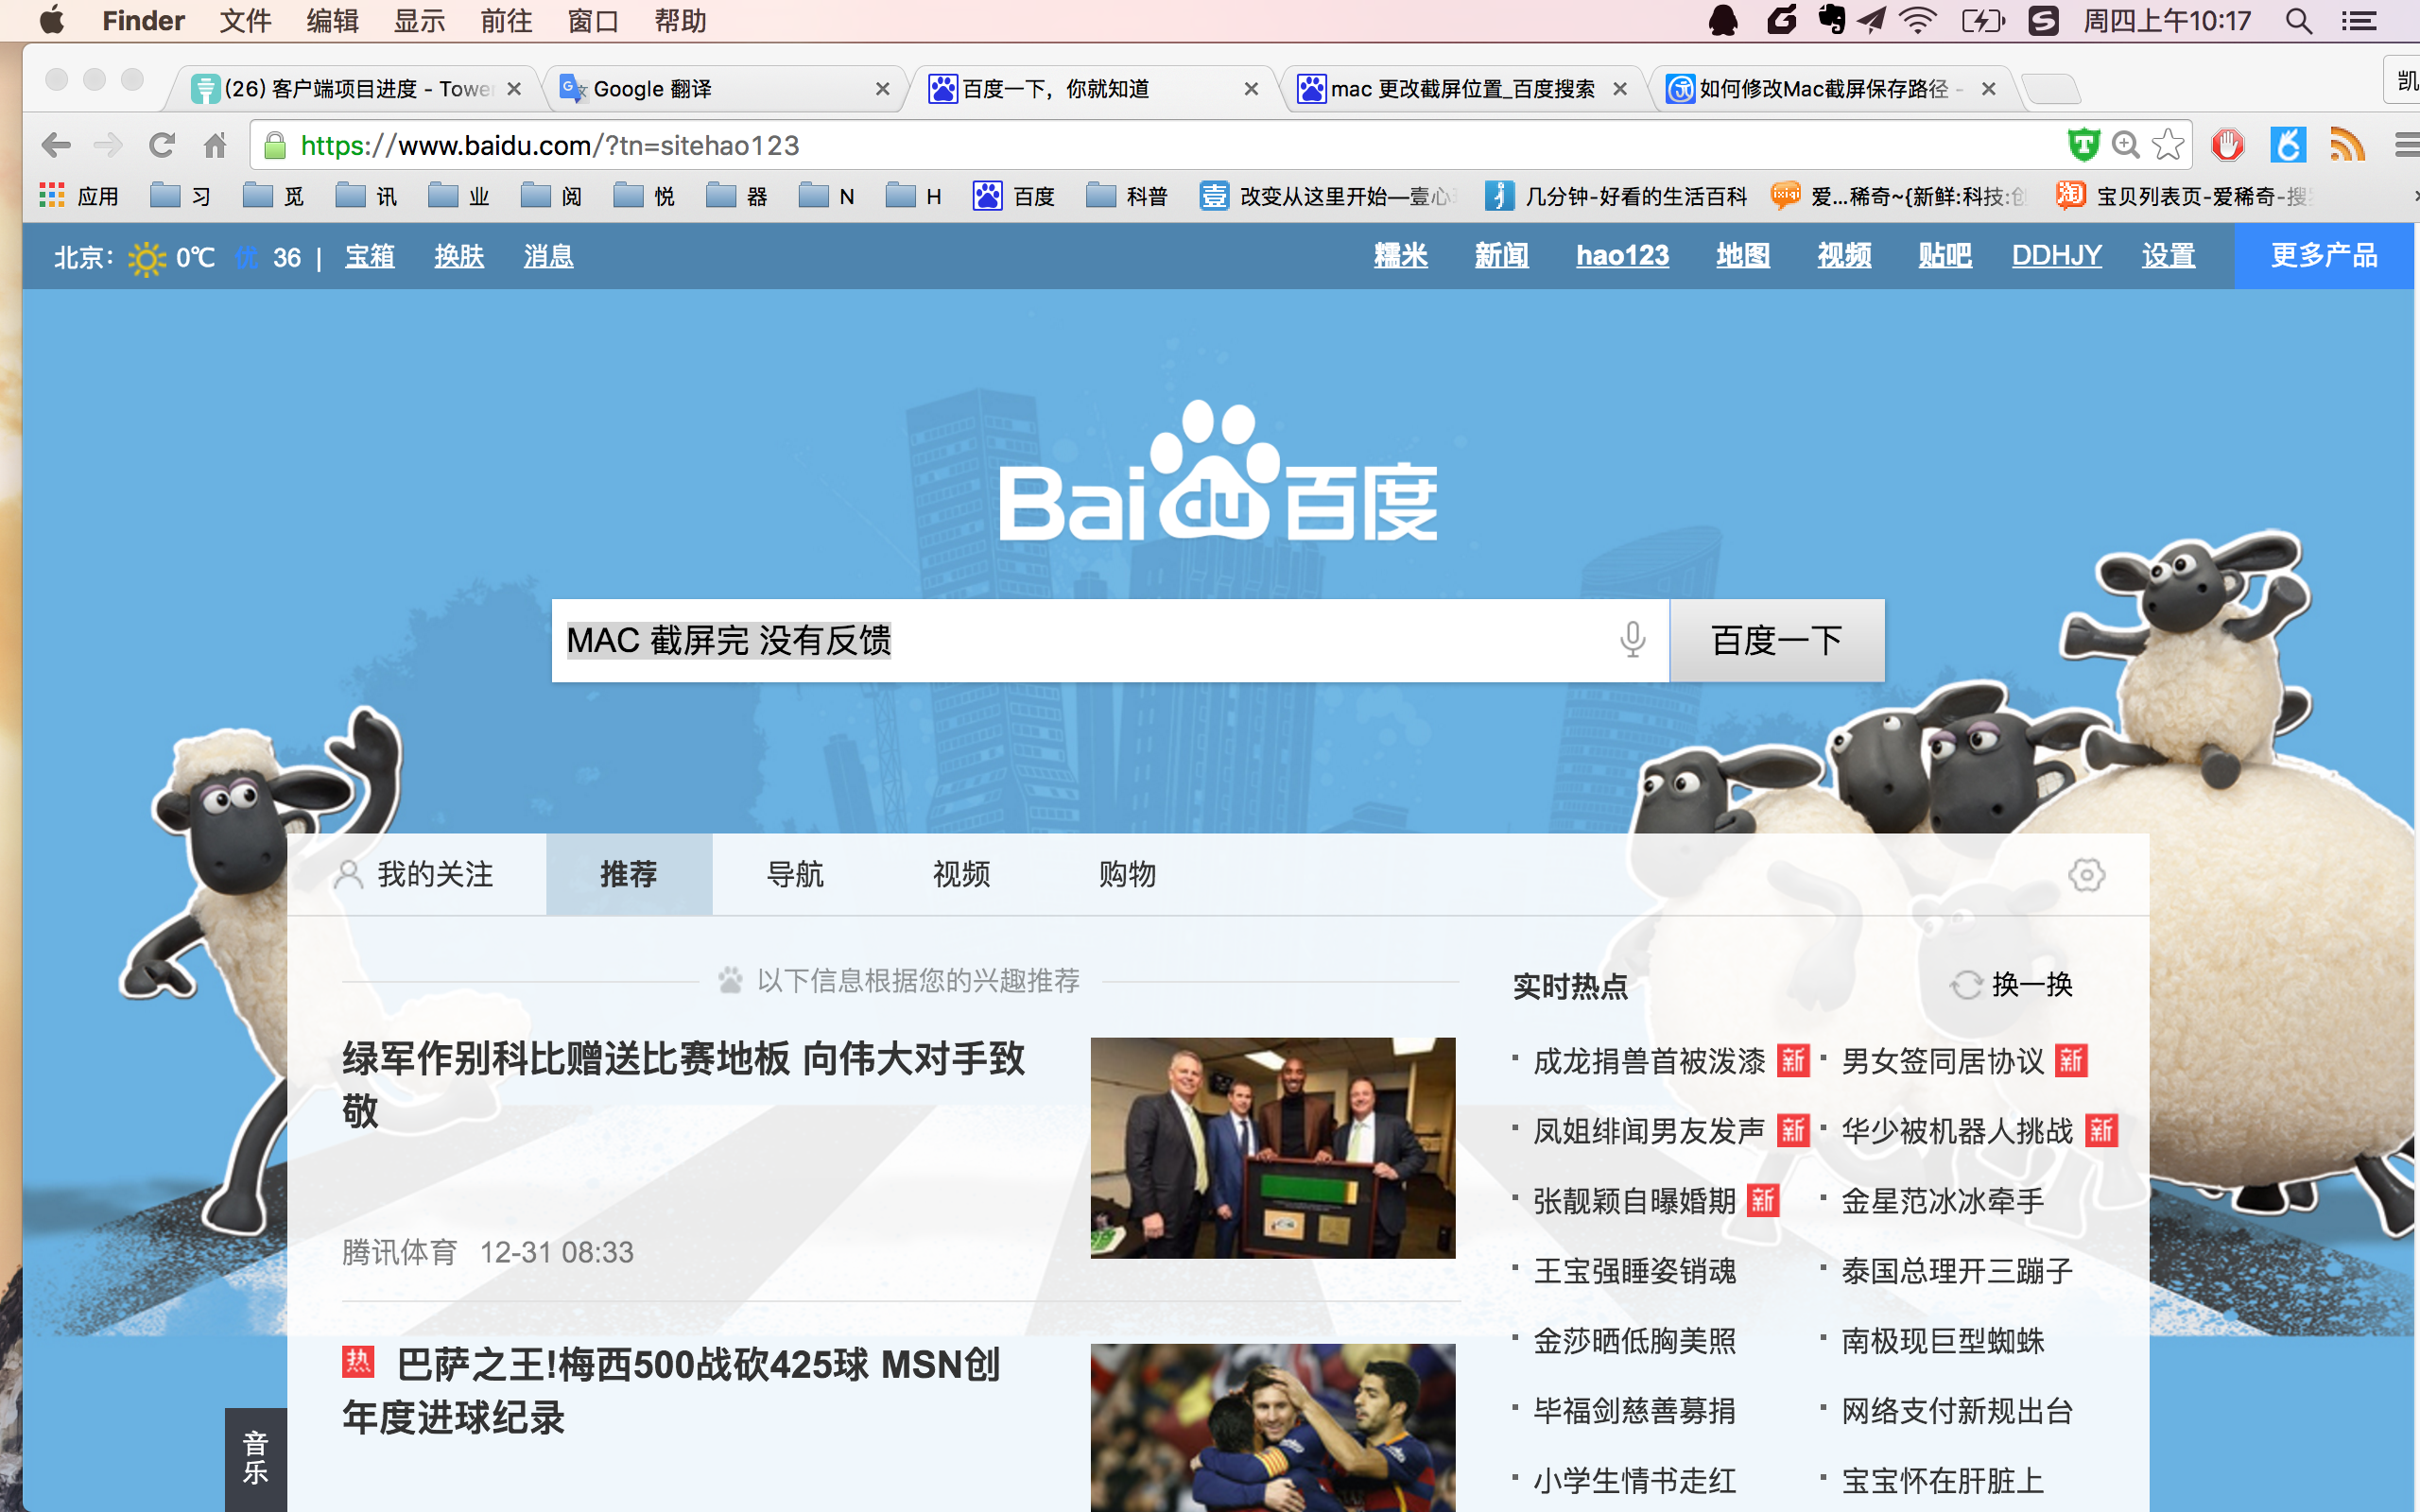 Finder 文件 编辑 显示 前往 窗口 帮助 周四上午10:17
(26) 客户端项目进度 - Tower Google 翻译 百度一下，你就知道 mac 更改截屏位置_百度搜索 如何修改Mac截屏保存路径 - 凯
https://www.baidu.com/?tn=sitehao123
应用 习 觅 讯 业 阅 悦 器 N H 百度 科普 改变从这里开始—壹心 几分钟-好看的生活百科 爱...稀奇~{新鲜:科技:创 宝贝列表页-爱稀奇-搜
北京： 0℃ 优 36 | 宝箱 换肤 消息 糯米 新闻 hao123 地图 视频 贴吧 DDHJY 设置 更多产品
Bai du 百度
MAC 截屏完 没有反馈 百度一下
我的关注 推荐 导航 视频 购物
以下信息根据您的兴趣推荐
绿军作别科比赠送比赛地板 向伟大对手致
敬
腾讯体育 12-31 08:33
热 巴萨之王!梅西500战砍425球 MSN创
年度进球纪录
音乐
实时热点 换一换
成龙捐兽首被泼漆 新 男女签同居协议 新
凤姐绯闻男友发声 新 华少被机器人挑战 新
张靓颖自曝婚期 新 金星范冰冰牵手
王宝强睡姿销魂 泰国总理开三蹦子
金莎晒低胸美照 南极现巨型蜘蛛
毕福剑慈善募捐 网络支付新规出台
小学生情书走红 宝宝怀在肝脏上